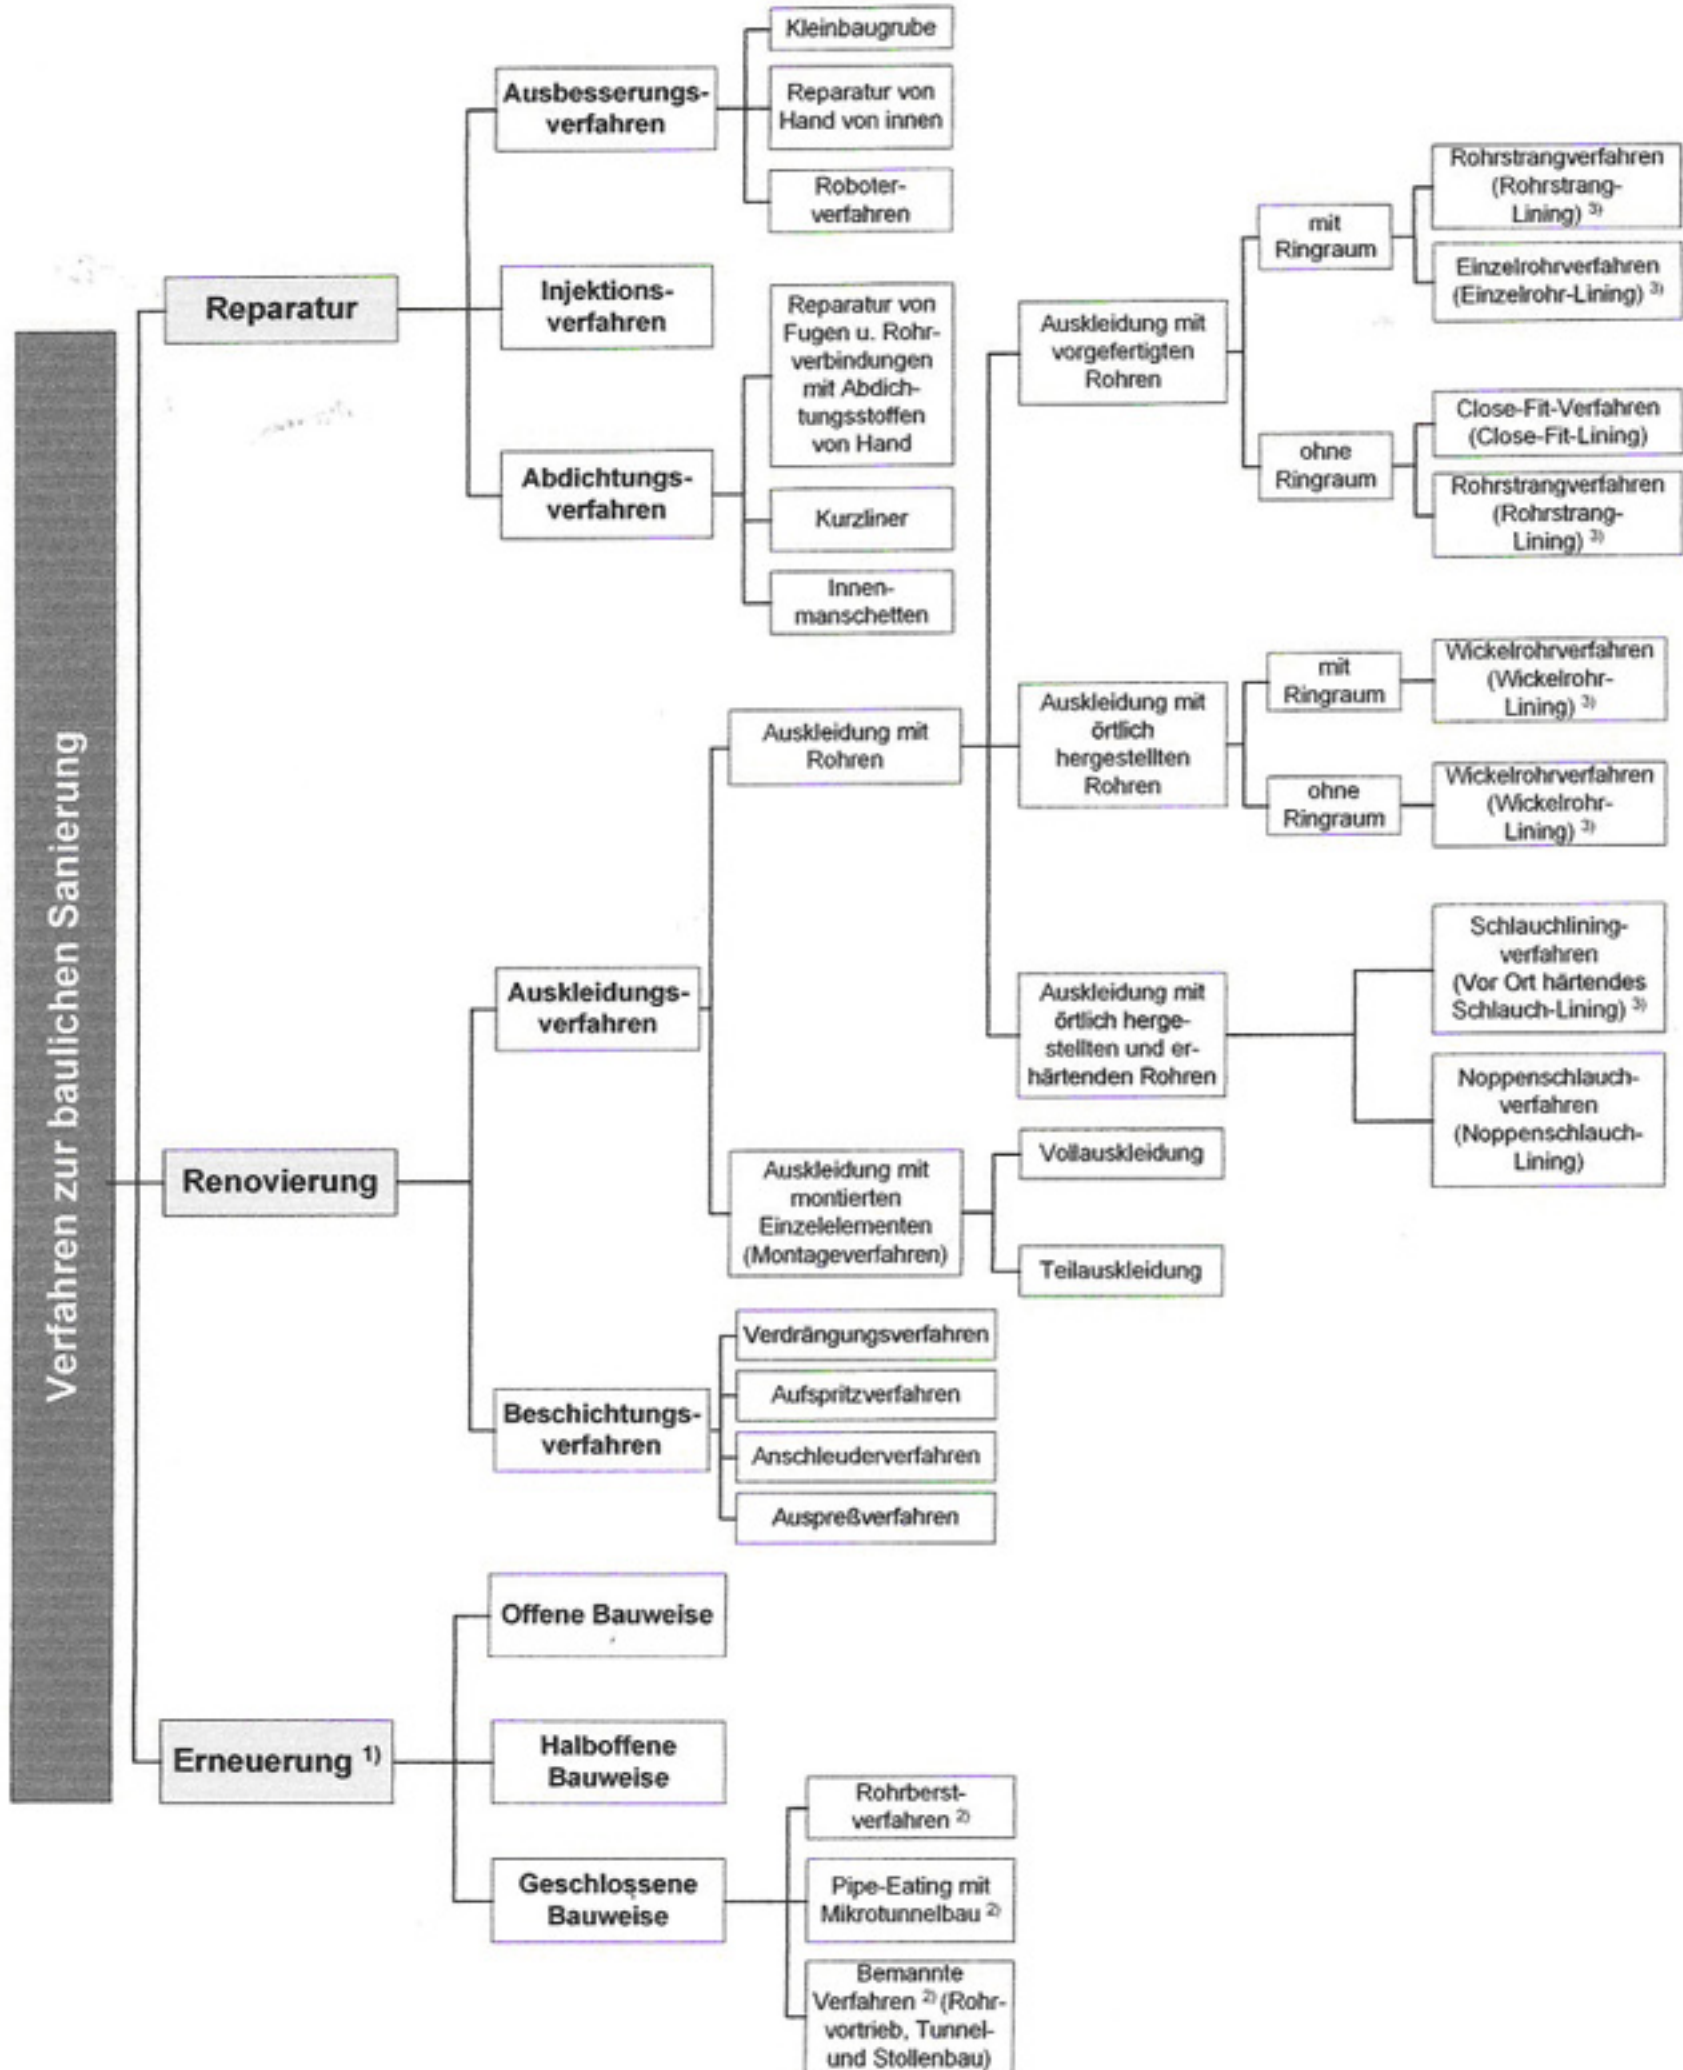 Verfahren zur baulichen Sanierung
Reparatur
Ausbesserungs-
verfahren
Kleinbaugrube
Reparatur von
Hand von innen
Roboter-
verfahren
Injektions-
verfahren
Abdichtungs-
verfahren
Reparatur von
Fugen u. Rohr-
verbindungen
mit Abdich-
tungsstoffen
von Hand
Kurzliner
Innen-
manschetten
Renovierung
Auskleidungs-
verfahren
Auskleidung mit
Rohren
Auskleidung mit
vorgefertigten
Rohren
mit
Ringraum
Rohrstrangverfahren
(Rohrstrang-
Lining) 3)
Einzelrohrverfahren
(Einzelrohr-Lining) 3)
ohne
Ringraum
Close-Fit-Verfahren
(Close-Fit-Lining)
Rohrstrangverfahren
(Rohrstrang-
Lining) 3)
Auskleidung mit
örtlich
hergestellten
Rohren
mit
Ringraum
Wickelrohrverfahren
(Wickelrohr-
Lining) 3)
ohne
Ringraum
Wickelrohrverfahren
(Wickelrohr-
Lining) 3)
Auskleidung mit
örtlich herge-
stellten und er-
härtenden Rohren
Schlauchlining-
verfahren
(Vor Ort härtendes
Schlauch-Lining) 3)
Noppenschlauch-
verfahren
(Noppenschlauch-
Lining)
Auskleidung mit
montierten
Einzelelementen
(Montageverfahren)
Vollauskleidung
Teilauskleidung
Beschichtungs-
verfahren
Verdrängungsverfahren
Aufspritzverfahren
Anschleuderverfahren
Auspreßverfahren
Erneuerung 1)
Offene Bauweise
Halboffene
Bauweise
Geschlossene
Bauweise
Rohrberst-
verfahren 2)
Pipe-Eating mit
Mikrotunnelbau 2)
Bemannte
Verfahren 2) (Rohr-
vortrieb, Tunnel-
und Stollenbau)